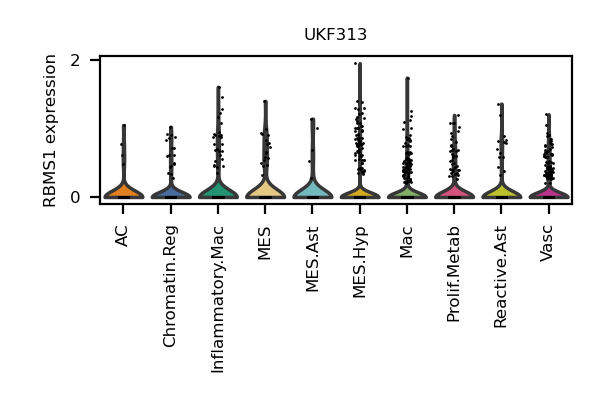 UKF313
RBMS1 expression
2
0
AC
Chromatin.Reg
Inflammatory.Mac
MES
MES.Ast
MES.Hyp
Mac
Prolif.Metab
Reactive.Ast
Vasc